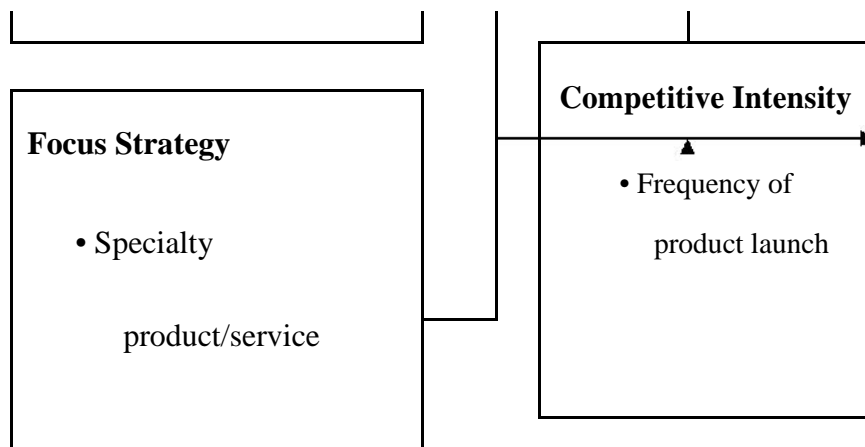 Focus Strategy
• Specialty
product/service
Competitive Intensity
• Frequency of
product launch